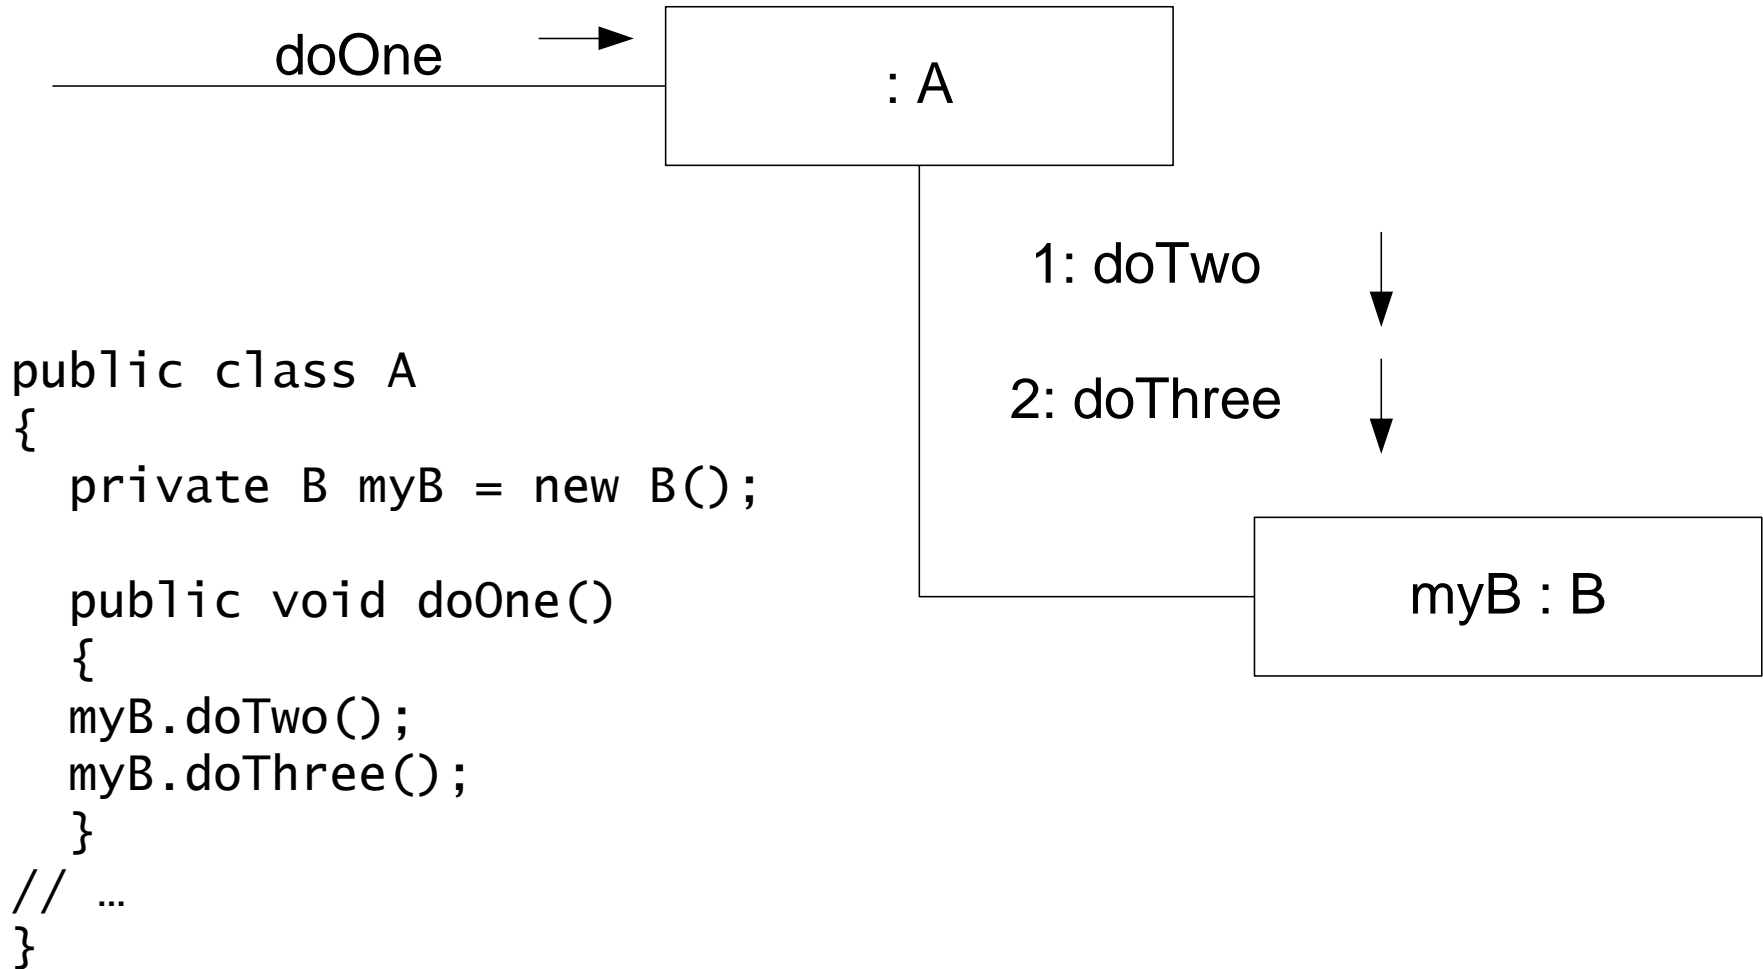 doOne
: A
1: doTwo
2: doThree
myB : B
public class A
{
private B myB = new B();
public void doOne()
{
myB.doTwo();
myB.doThree();
}
// …
}